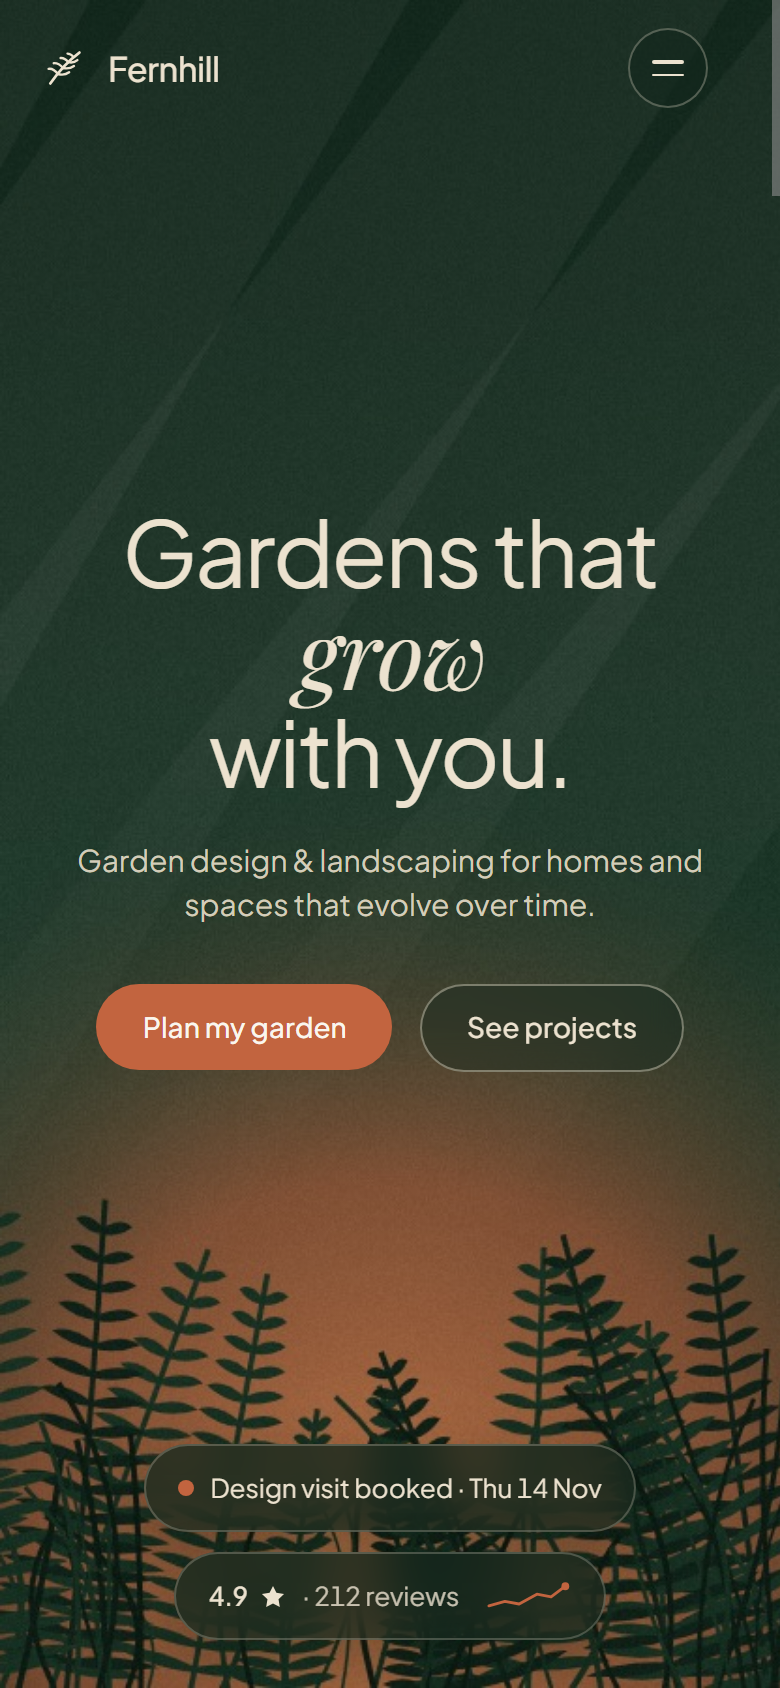 Fernhill
Gardens that
grow
with you.
Garden design & landscaping for homes and
spaces that evolve over time.
Plan my garden
See projects
Design visit booked · Thu 14 Nov
4.9 ★ · 212 reviews